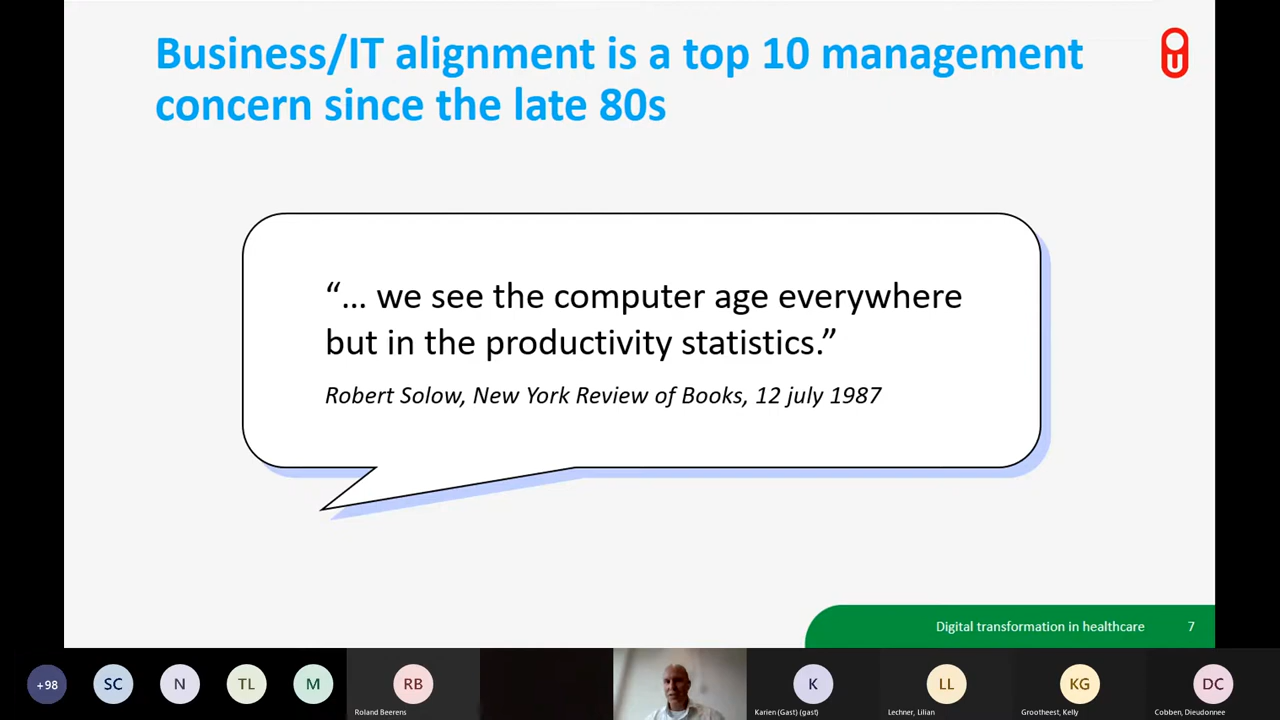 Business/IT alignment is a top 10 management
concern since the late 80s
“... we see the computer age everywhere
but in the productivity statistics.”
Robert Solow, New York Review of Books, 12 july 1987
Digital transformation in healthcare 7
+98 SC N TL M RB K LL KG DC
Roland Beerens Karien (Gast) (gast) Lechner, Lilian Grootheest, Kelly Cobben, Dieudonnee